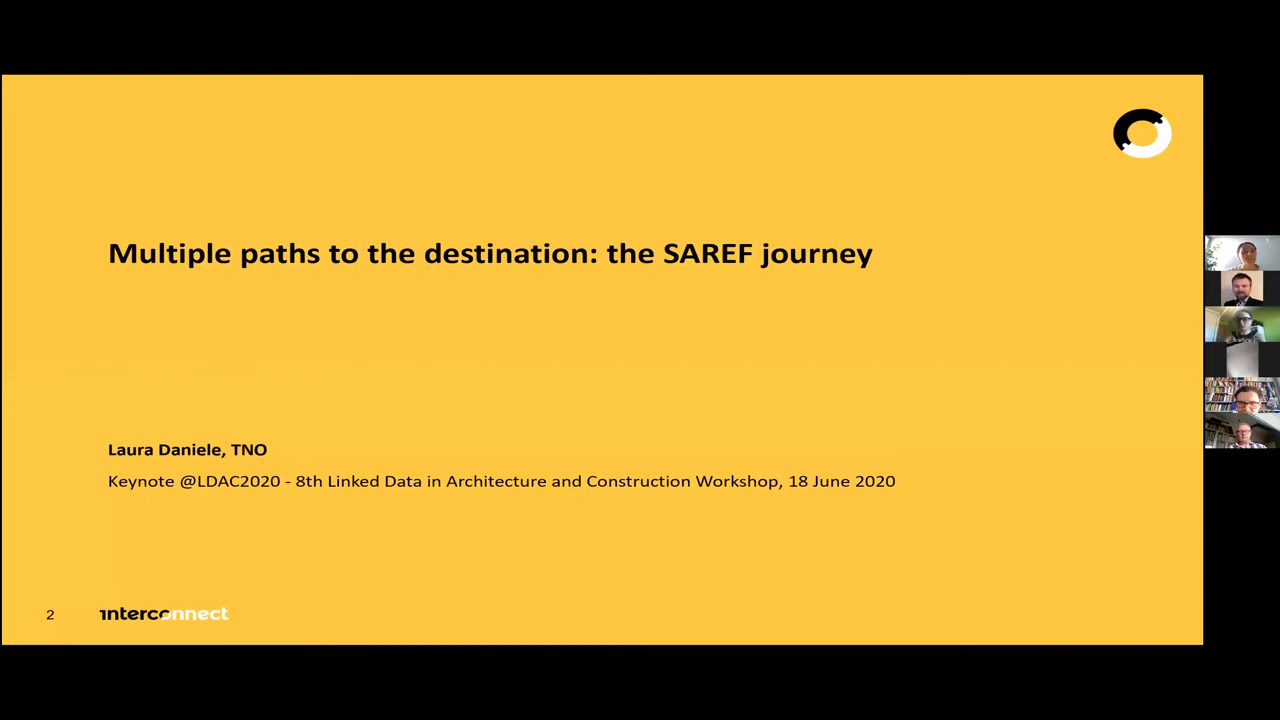 Multiple paths to the destination: the SAREF journey
Laura Daniele, TNO
Keynote @LDAC2020 - 8th Linked Data in Architecture and Construction Workshop, 18 June 2020
2
interconnect